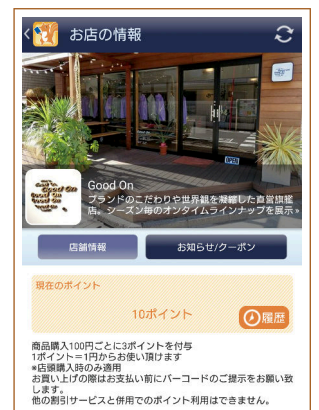 お店の情報
OPEN
Good On
ブランドのこだわりや世界観を凝縮した直営旗艦
店。シーズン毎のオンタイムラインナップを展示»
店舗情報
お知らせ/クーポン
現在のポイント
10ポイント
履歴
商品購入100円ごとに3ポイントを付与
1ポイント＝1円からお使い頂けます
*店頭購入時のみ適用
お買い上げの際はお支払い前にバーコードのご提示をお願い致
します。
他の割引サービスと併用でのポイント利用はできません。